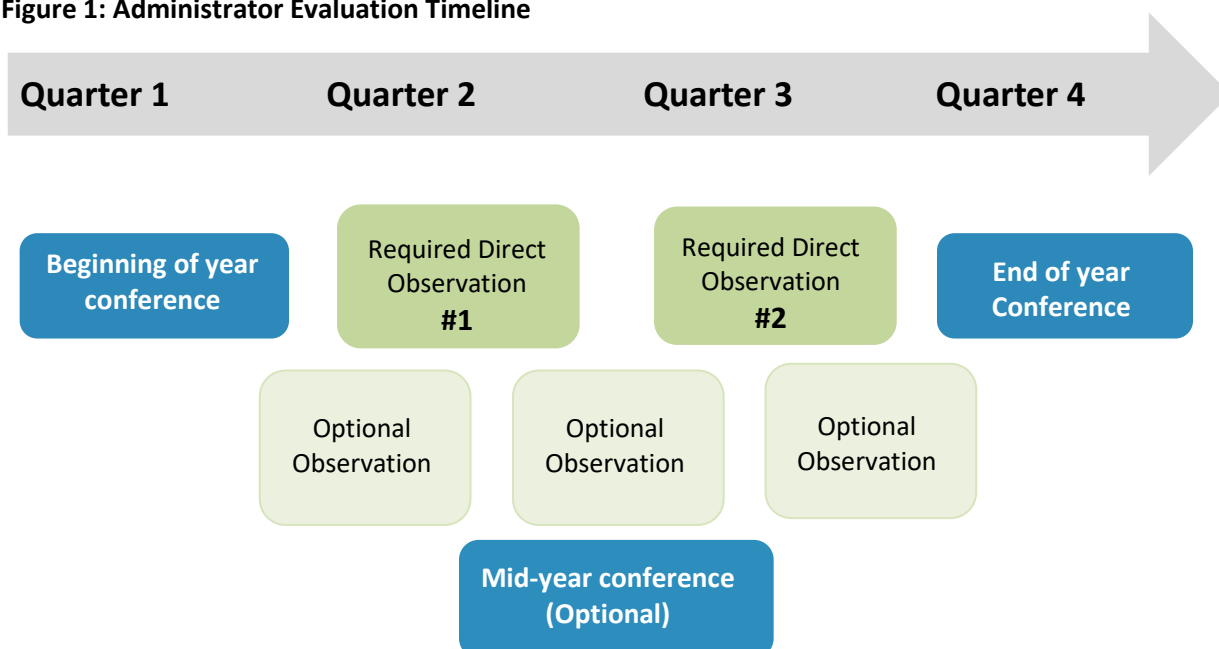 Figure 1: Administrator Evaluation Timeline
Quarter 1
Quarter 2
Quarter 3
Quarter 4
Beginning of year
conference
Required Direct
Observation
#1
Required Direct
Observation
#2
End of year
Conference
Optional
Observation
Optional
Observation
Optional
Observation
Mid-year conference
(Optional)